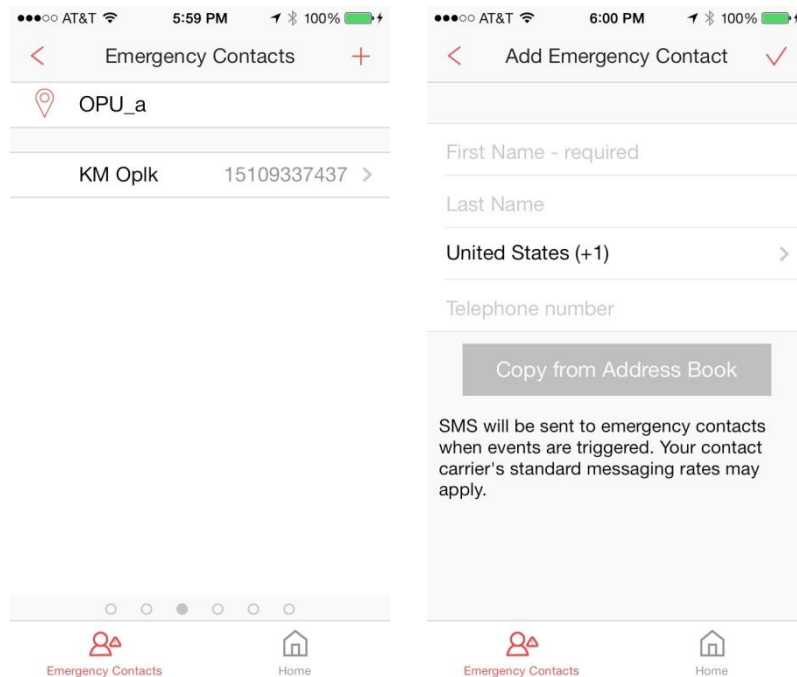 AT&T 5:59 PM 100%
Emergency Contacts +
OPU_a
KM Oplk 15109337437 >
Emergency Contacts Home
AT&T 6:00 PM 100%
Add Emergency Contact
First Name - required
Last Name
United States (+1)
Telephone number
Copy from Address Book
SMS will be sent to emergency contacts
when events are triggered. Your contact
carrier's standard messaging rates may
apply.
Emergency Contacts Home